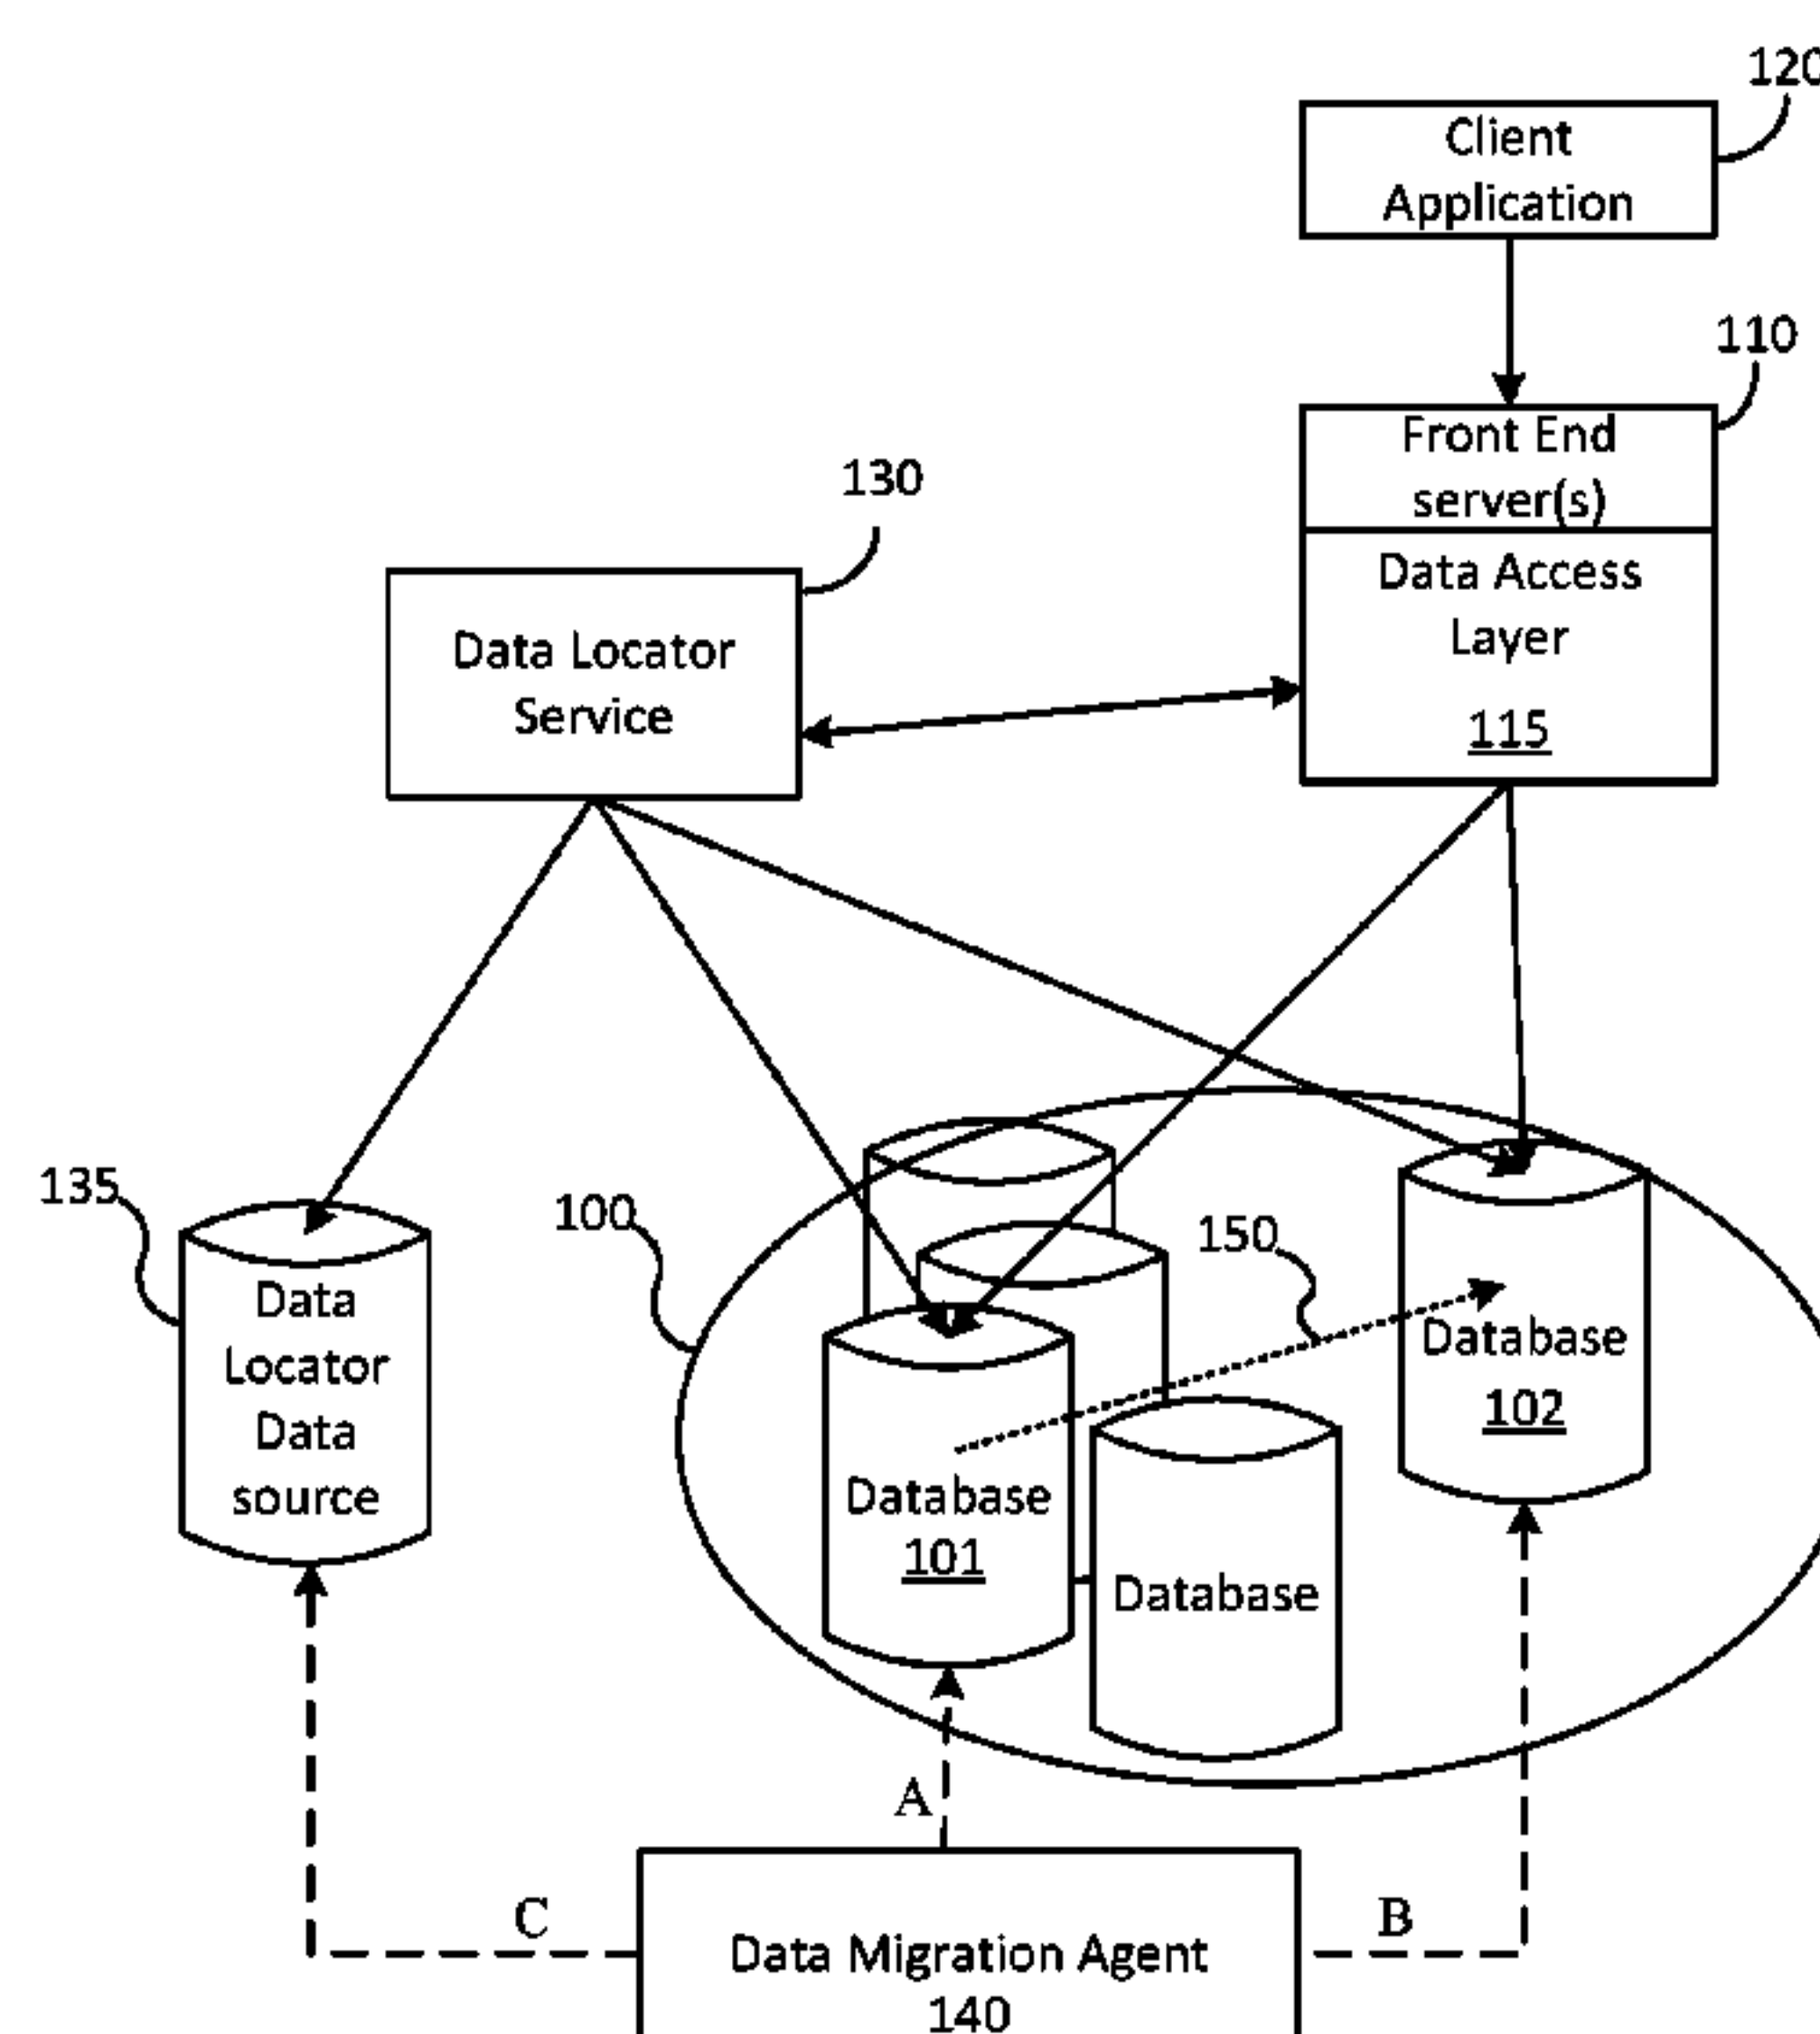 120
Client
Application
110
Front End
server(s)
130
Data Access
Layer
115
Data Locator
Service
135
100
150
Data
Locator
Data
source
Database
102
Database
101
Database
A
C
B
Data Migration Agent
140